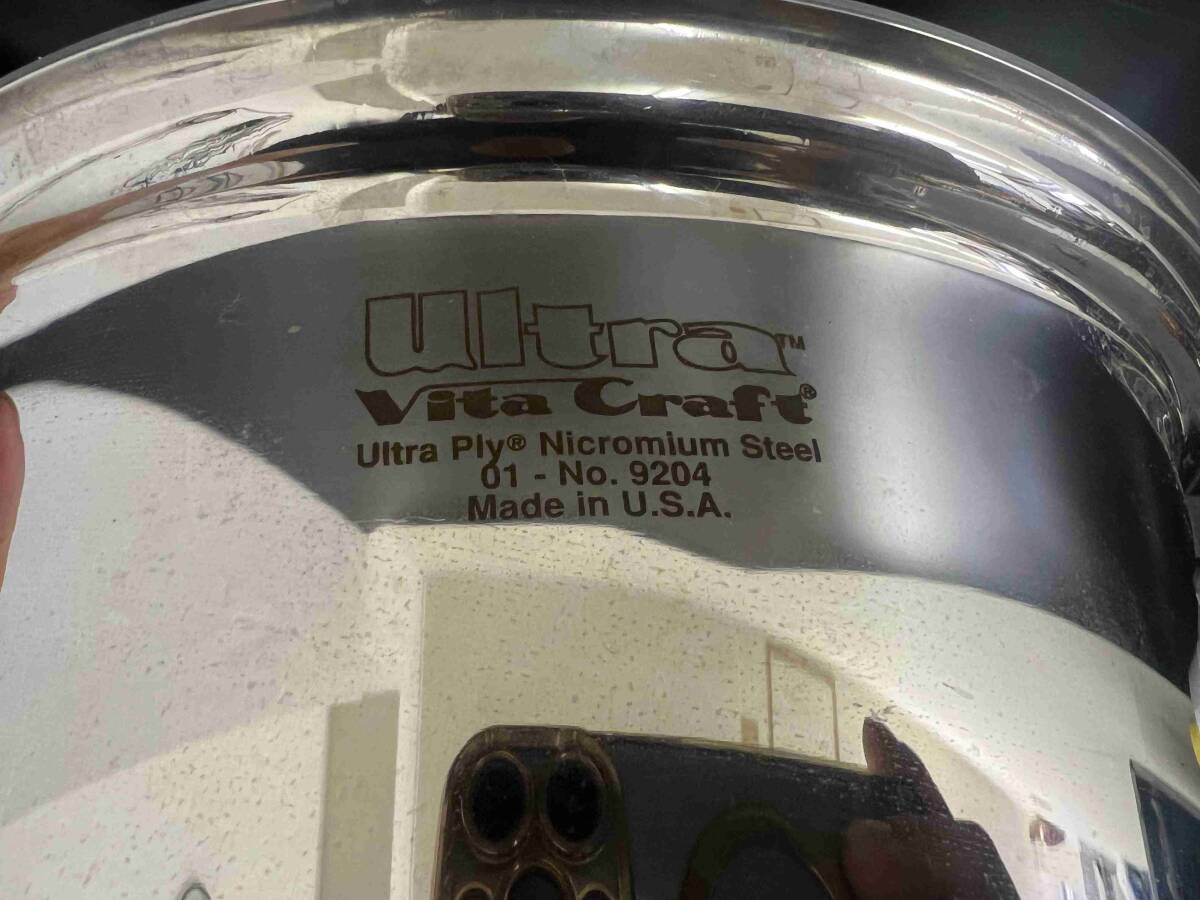 Ultra™
Vita Craft®
Ultra Ply® Nicromium Steel
01 - No. 9204
Made in U.S.A.